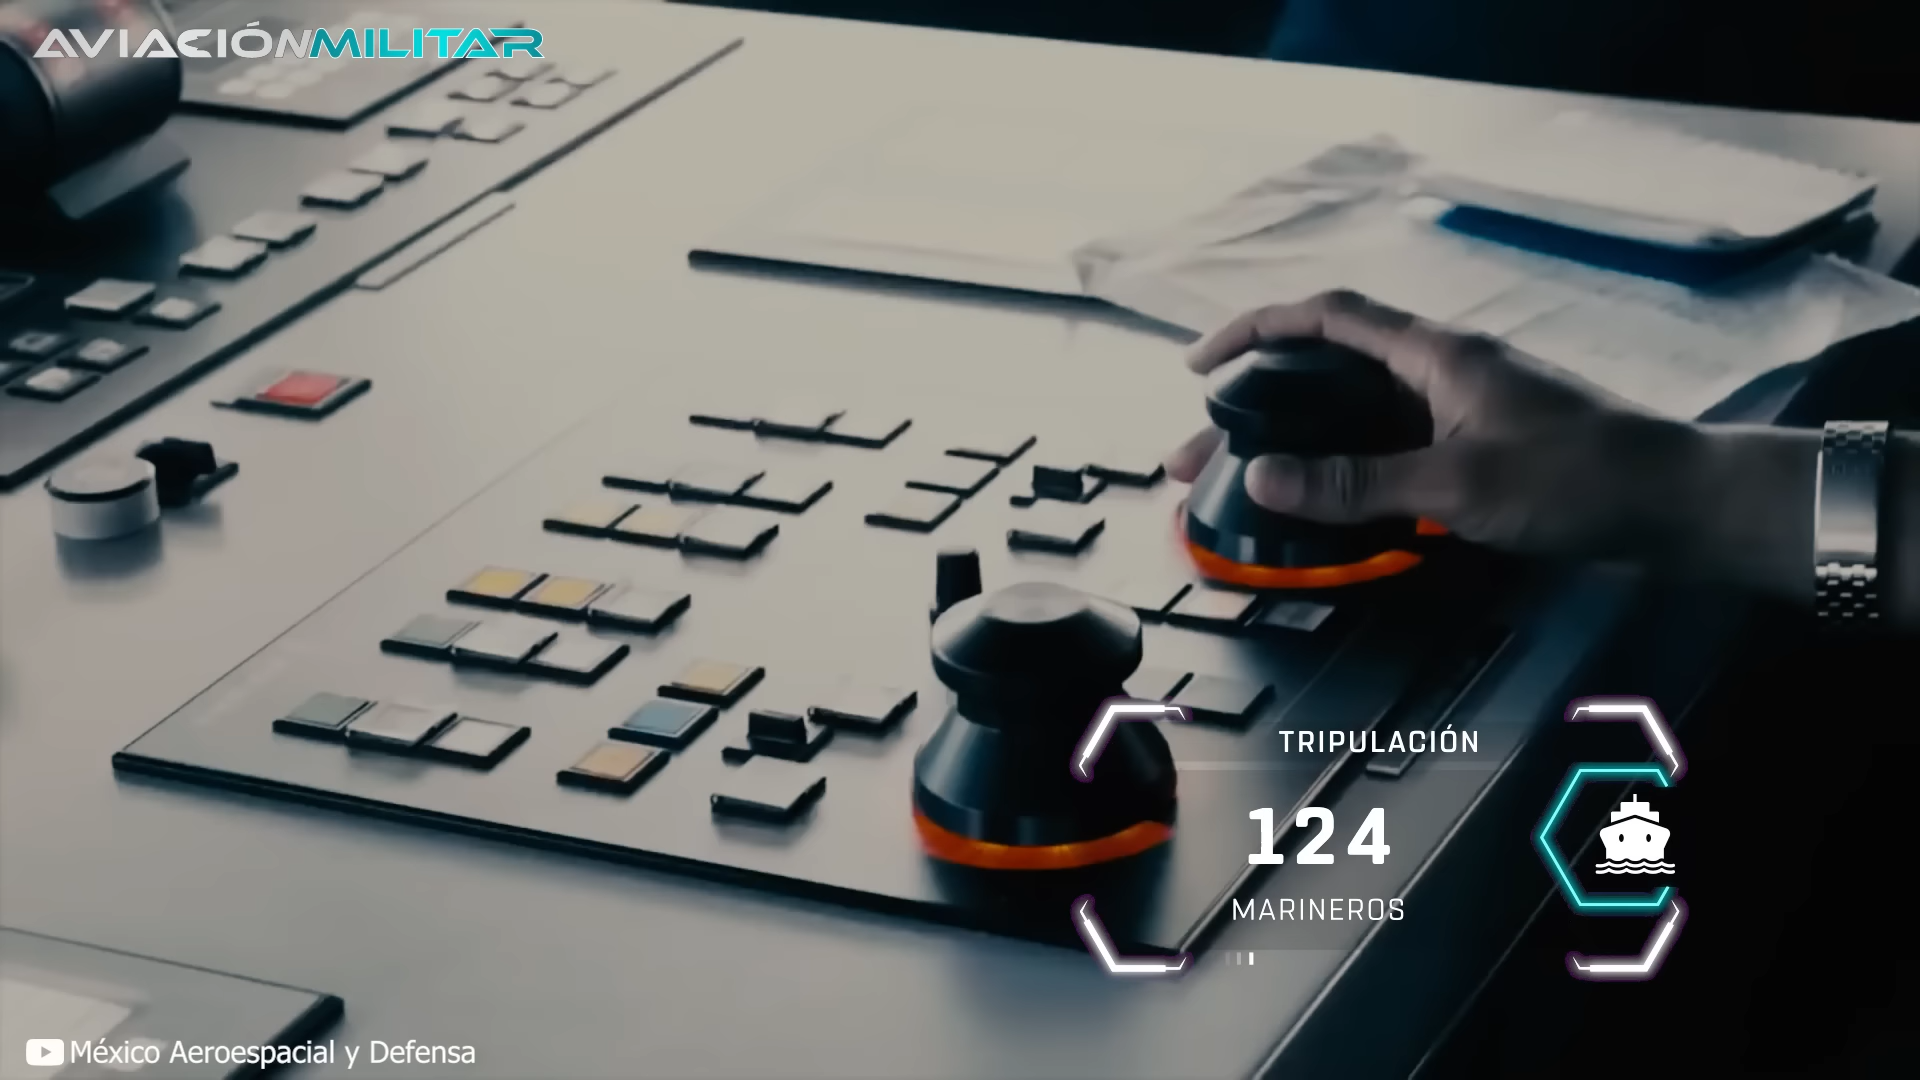 AVIACIÓNMILITAR
TRIPULACIÓN
124
MARINEROS
México Aeroespacial y Defensa